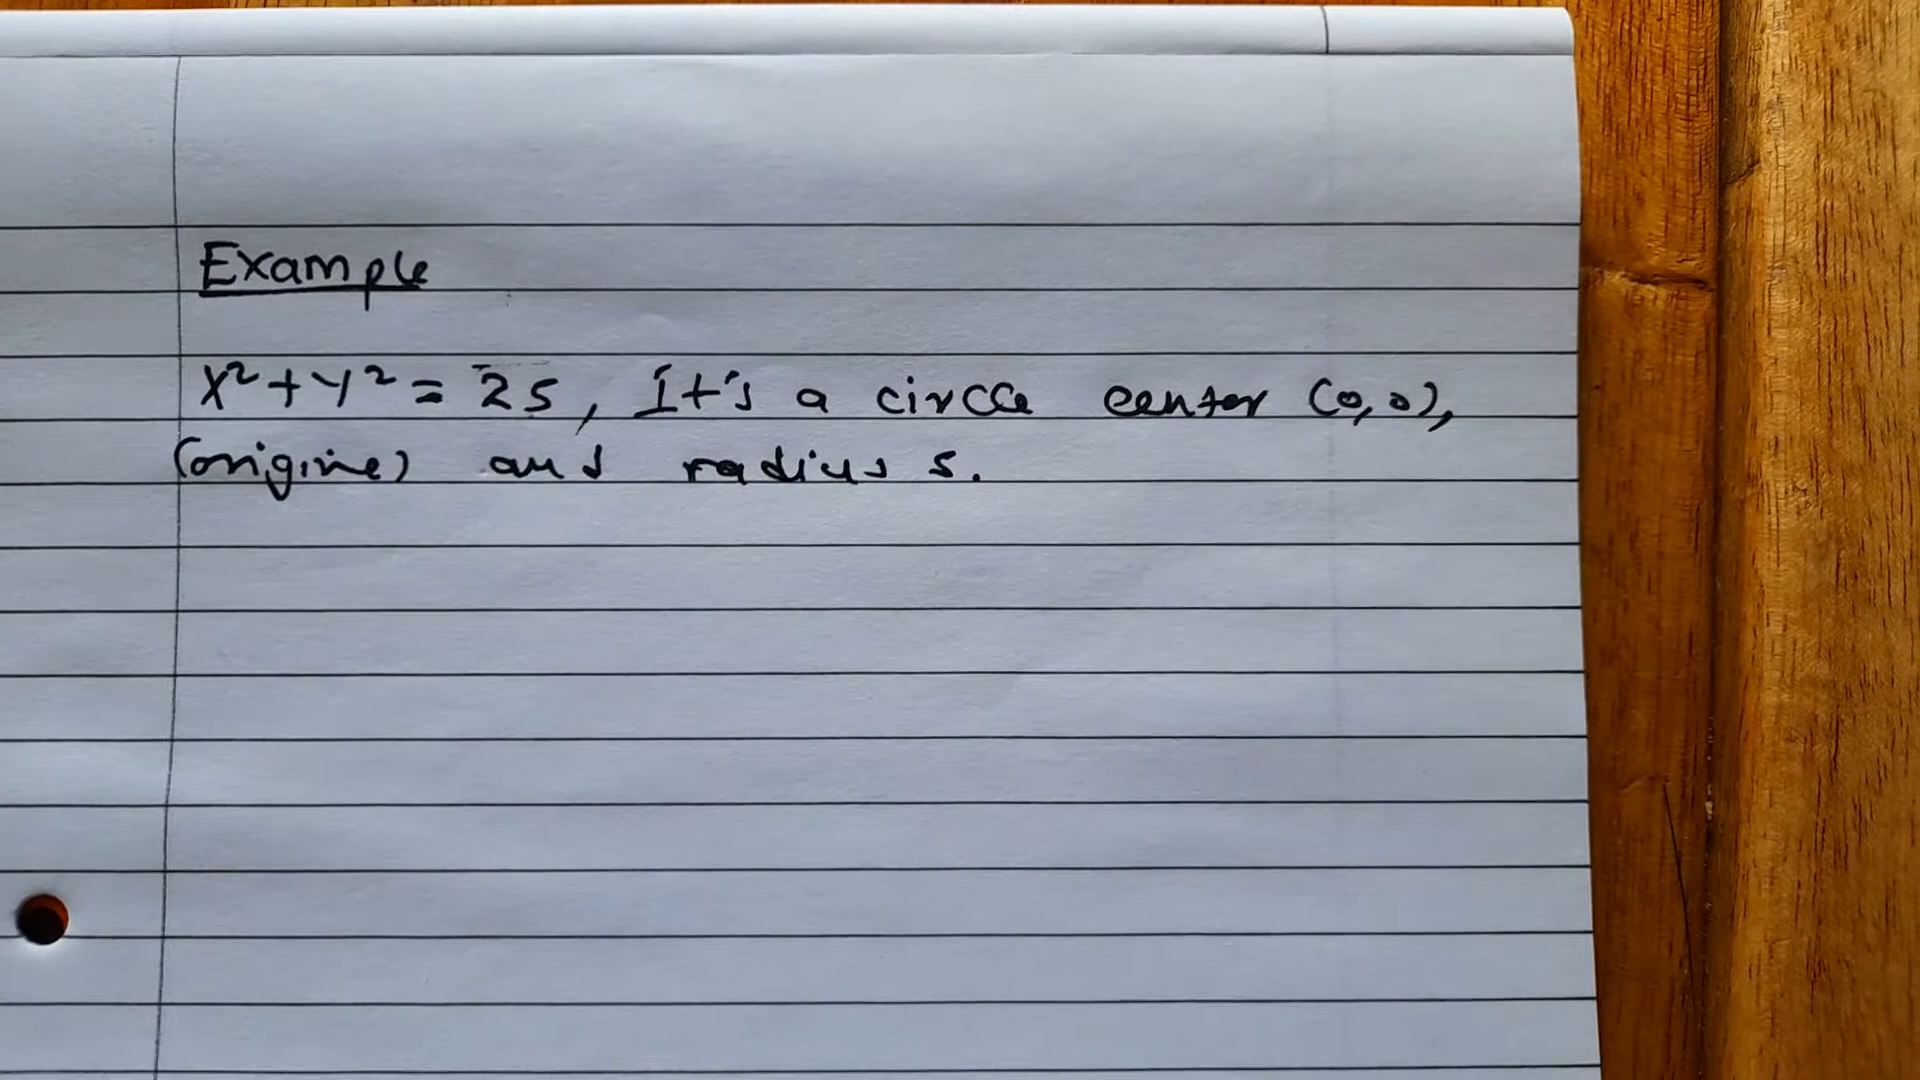 Example
x² + y² = 25, It's a circle center (0,0),
(origine) and radius 5.